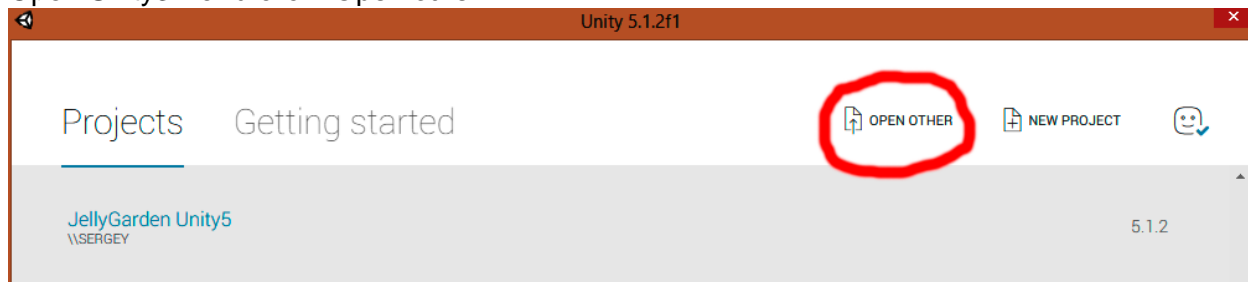 Unity 5.1.2f1
Projects Getting started OPEN OTHER NEW PROJECT
JellyGarden Unity5
\\SERGEY
5.1.2